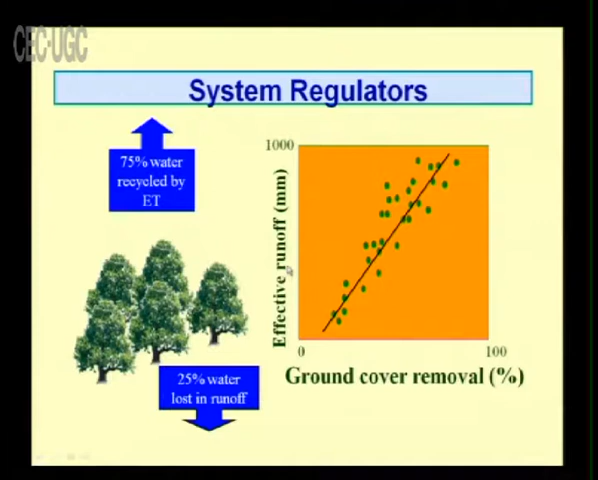 CEC-UGC
System Regulators
75% water
recycled by
ET
25% water
lost in runoff
1000
Effective runoff (mm)
0
100
Ground cover removal (%)